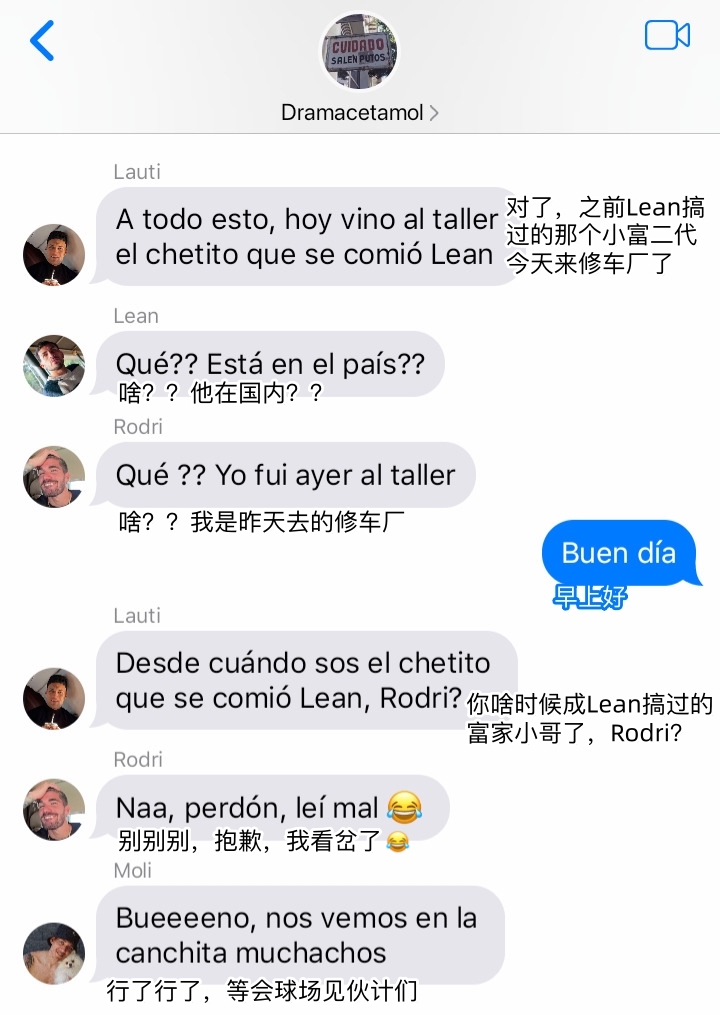 CUIDADO
SALEN PUTOS
Dramacetamol
Lauti
A todo esto, hoy vino al taller
el chetito que se comió Lean
对了，之前Lean搞
过的那个小富二代
今天来修车厂了
Lean
Qué?? Está en el país??
啥？？他在国内？？
Rodri
Qué ?? Yo fui ayer al taller
啥？？我是昨天去的修车厂
Buen día
早上好
Lauti
Desde cuándo sos el chetito
que se comió Lean, Rodri?
你啥时候成Lean搞过的
富家小哥了，Rodri?
Rodri
Naa, perdón, leí mal 😂
别别别，抱歉，我看岔了😂
Moli
Bueeeeno, nos vemos en la
canchita muchachos
行了行了，等会球场见伙计们